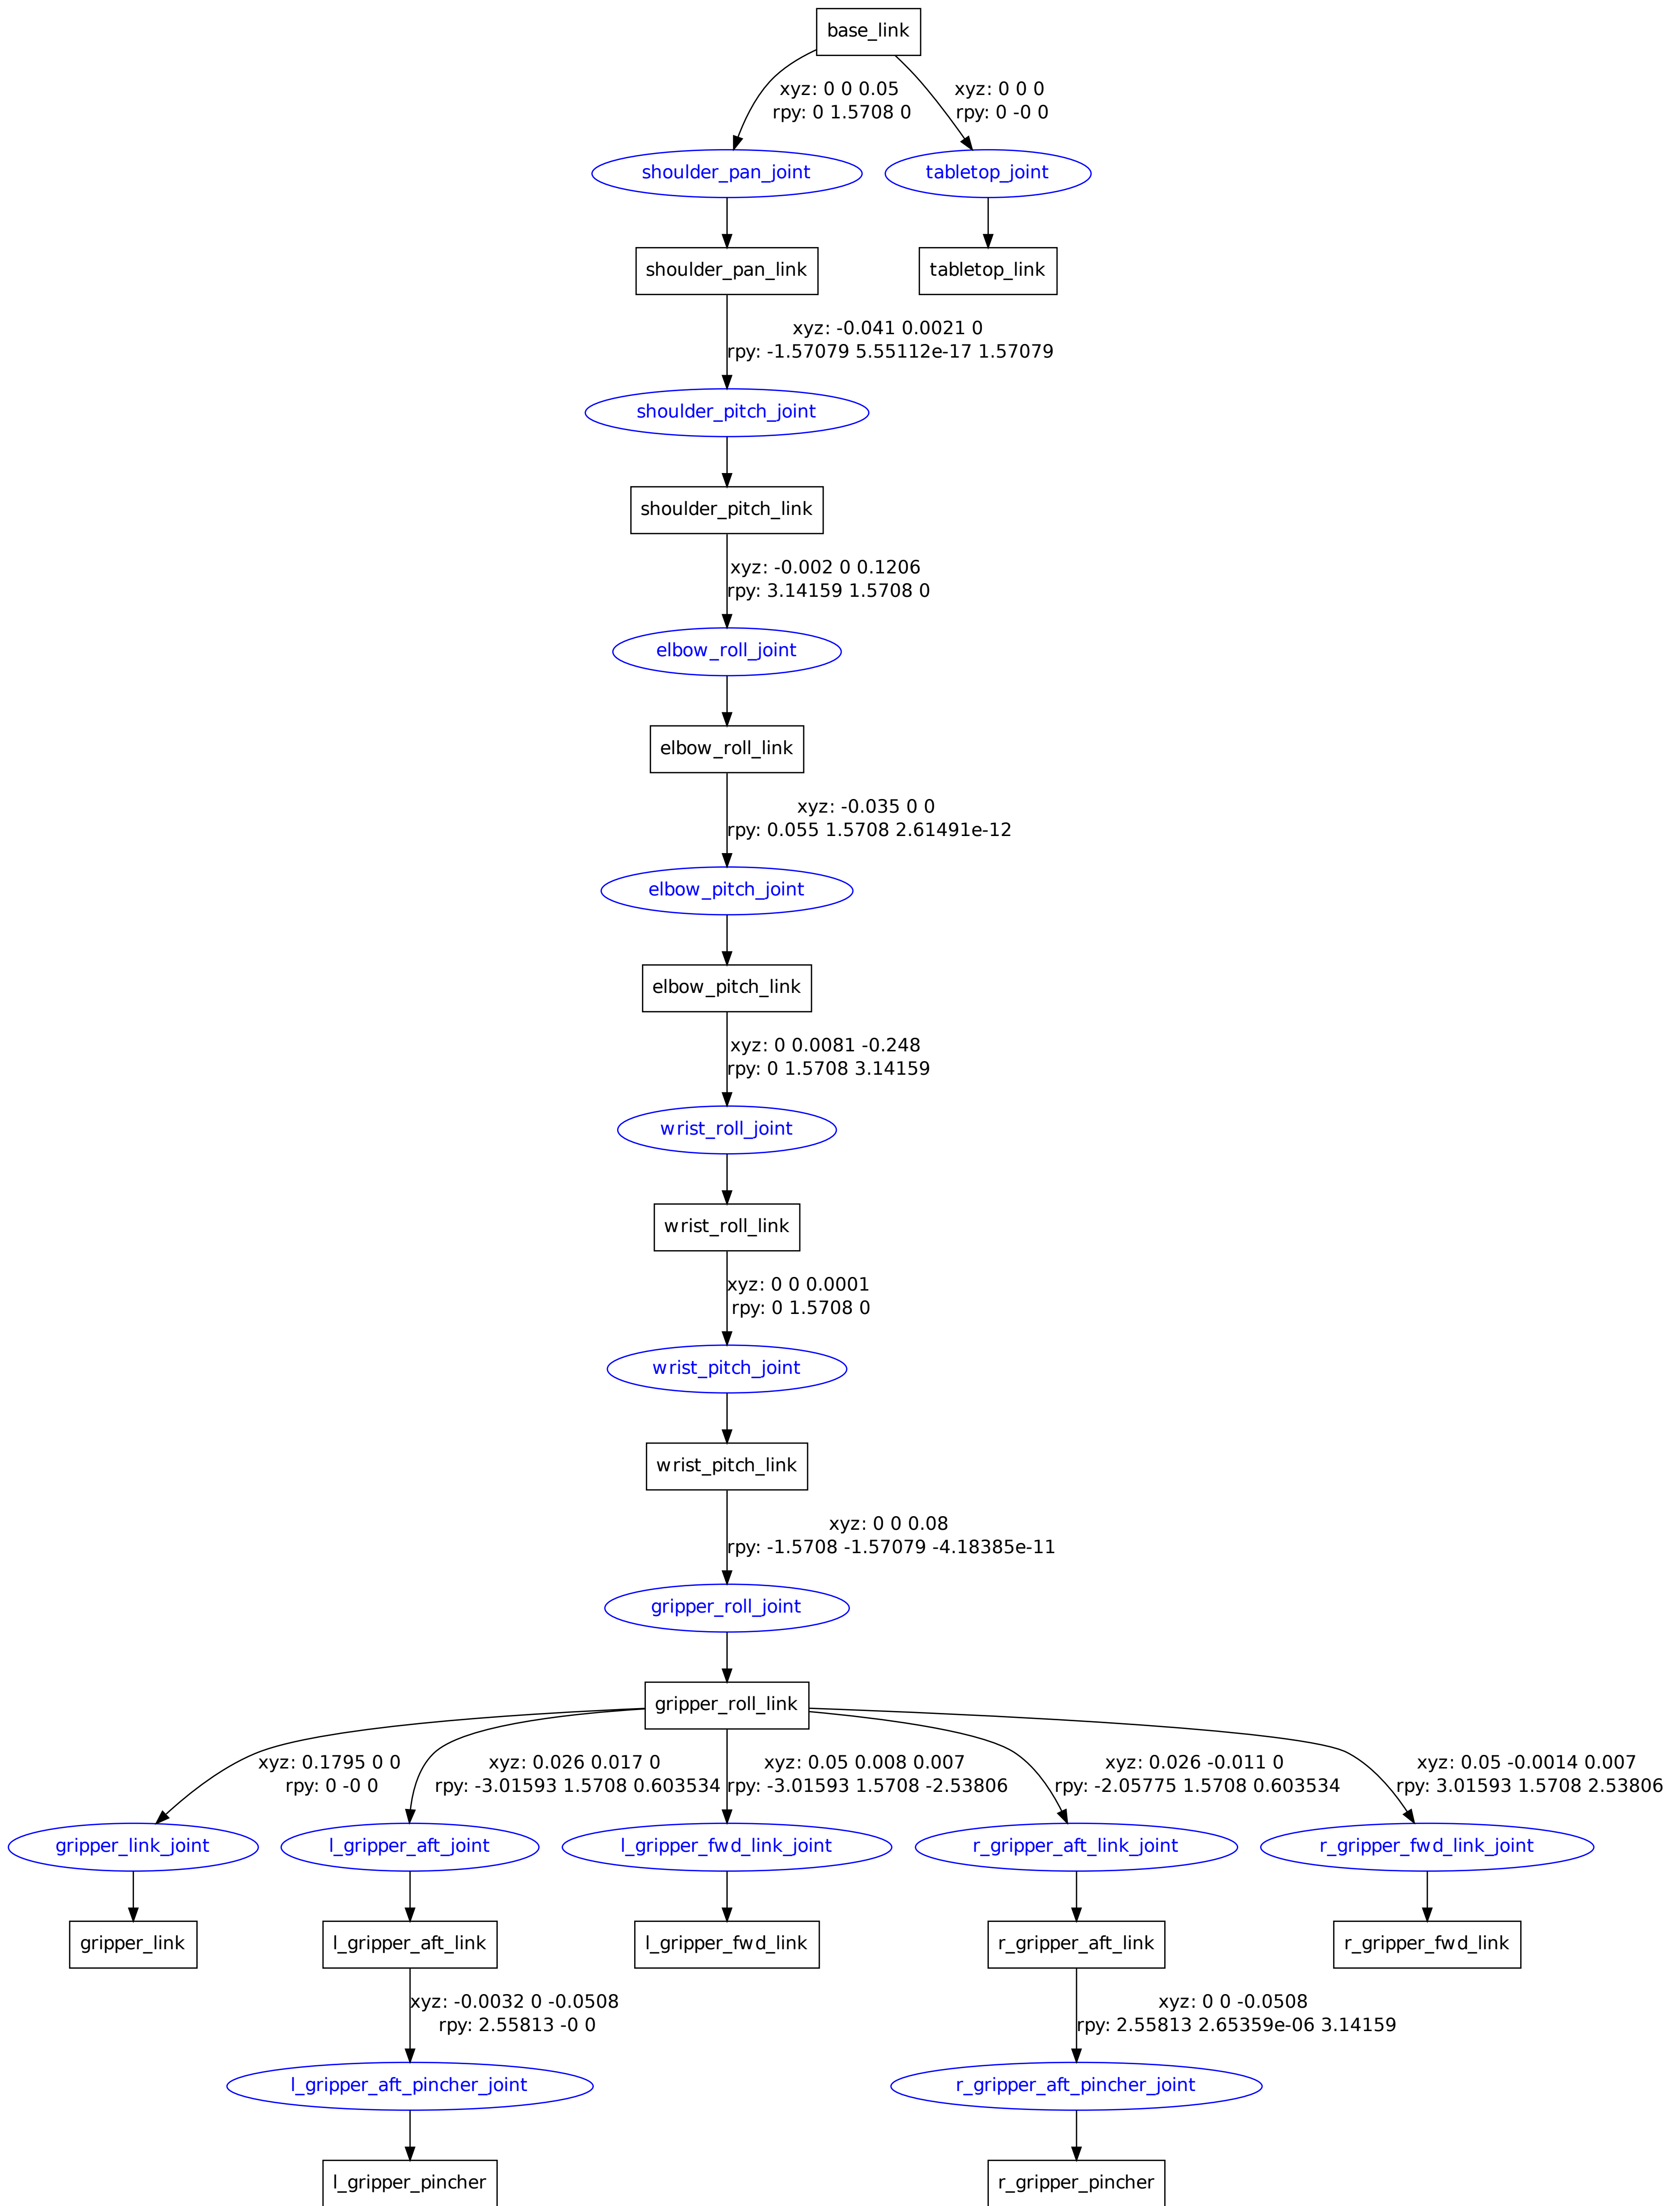 base_link
xyz: 0 0 0.05
rpy: 0 1.5708 0
xyz: 0 0 0
rpy: 0 -0 0
shoulder_pan_joint
tabletop_joint
shoulder_pan_link
tabletop_link
xyz: -0.041 0.0021 0
rpy: -1.57079 5.55112e-17 1.57079
shoulder_pitch_joint
shoulder_pitch_link
xyz: -0.002 0 0.1206
rpy: 3.14159 1.5708 0
elbow_roll_joint
elbow_roll_link
xyz: -0.035 0 0
rpy: 0.055 1.5708 2.61491e-12
elbow_pitch_joint
elbow_pitch_link
xyz: 0 0.0081 -0.248
rpy: 0 1.5708 3.14159
wrist_roll_joint
wrist_roll_link
xyz: 0 0 0.0001
rpy: 0 1.5708 0
wrist_pitch_joint
wrist_pitch_link
xyz: 0 0 0.08
rpy: -1.5708 -1.57079 -4.18385e-11
gripper_roll_joint
gripper_roll_link
xyz: 0.1795 0 0
rpy: 0 -0 0
xyz: 0.026 0.017 0
rpy: -3.01593 1.5708 0.603534
xyz: 0.05 0.008 0.007
rpy: -3.01593 1.5708 -2.53806
xyz: 0.026 -0.011 0
rpy: -2.05775 1.5708 0.603534
xyz: 0.05 -0.0014 0.007
rpy: 3.01593 1.5708 2.53806
gripper_link_joint
l_gripper_aft_joint
l_gripper_fwd_link_joint
r_gripper_aft_link_joint
r_gripper_fwd_link_joint
gripper_link
l_gripper_aft_link
l_gripper_fwd_link
r_gripper_aft_link
r_gripper_fwd_link
xyz: -0.0032 0 -0.0508
rpy: 2.55813 -0 0
xyz: 0 0 -0.0508
rpy: 2.55813 2.65359e-06 3.14159
l_gripper_aft_pincher_joint
r_gripper_aft_pincher_joint
l_gripper_pincher
r_gripper_pincher